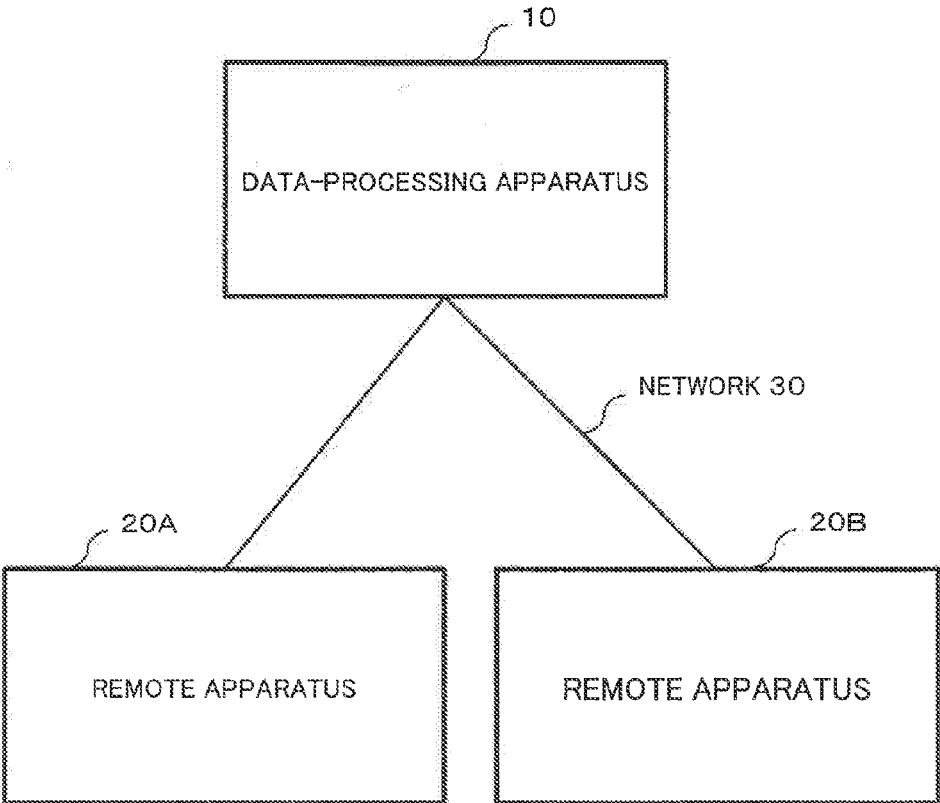 10
DATA-PROCESSING APPARATUS
NETWORK 30
20A
20B
REMOTE APPARATUS
REMOTE APPARATUS